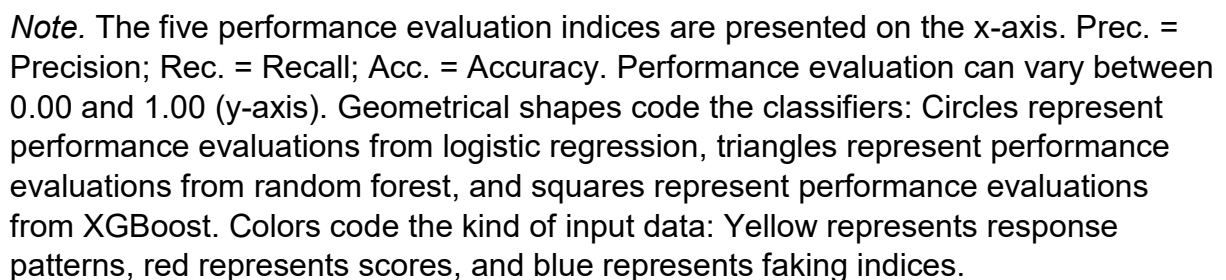 Note. The five performance evaluation indices are presented on the x-axis. Prec. =
Precision; Rec. = Recall; Acc. = Accuracy. Performance evaluation can vary between
0.00 and 1.00 (y-axis). Geometrical shapes code the classifiers: Circles represent
performance evaluations from logistic regression, triangles represent performance
evaluations from random forest, and squares represent performance evaluations
from XGBoost. Colors code the kind of input data: Yellow represents response
patterns, red represents scores, and blue represents faking indices.